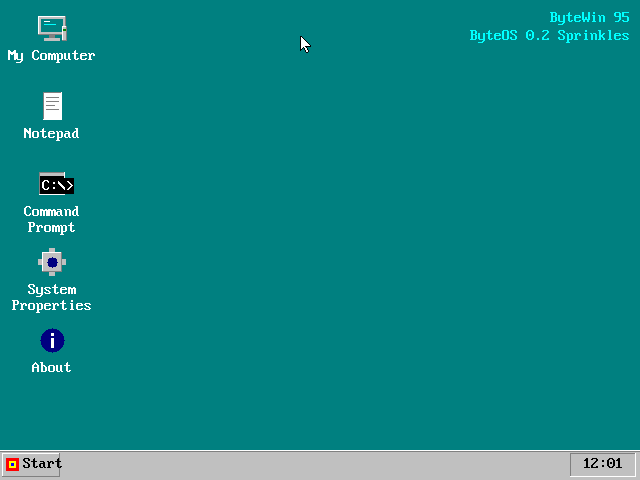 ByteWin 95
ByteOS 0.2 Sprinkles
My Computer
Notepad
C:\>
Command
Prompt
System
Properties
i
About
Start
12:01